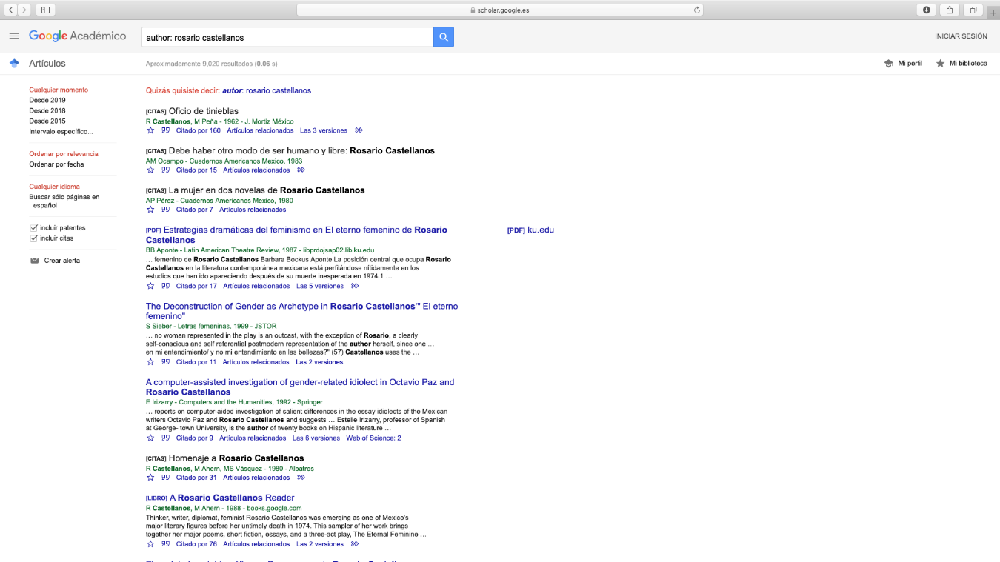 scholar.google.es
Google Académico
author: rosario castellanos
INICIAR SESIÓN
Artículos
Aproximadamente 9,020 resultados (0.06 s)
Mi perfil
Mi biblioteca
Cualquier momento
Desde 2019
Desde 2018
Desde 2015
Intervalo específico...
Ordenar por relevancia
Ordenar por fecha
Cualquier idioma
Buscar sólo páginas en
español
incluir patentes
incluir citas
Crear alerta
Quizás quisiste decir: autor: rosario castellanos
[CITAS] Oficio de tinieblas
R Castellanos, M Peña - 1962 - J. Mortiz México
Citado por 160 Artículos relacionados Las 3 versiones
[CITAS] Debe haber otro modo de ser humano y libre: Rosario Castellanos
AM Ocampo - Cuadernos Americanos Mexico, 1983
Citado por 15 Artículos relacionados
[CITAS] La mujer en dos novelas de Rosario Castellanos
AP Pérez - Cuadernos Americanos Mexico, 1980
Citado por 7 Artículos relacionados
[PDF] Estrategias dramáticas del feminismo en El eterno femenino de Rosario
Castellanos
[PDF] ku.edu
BB Aponte - Latin American Theatre Review, 1987 - libprdojsap02.lib.ku.edu
… femenino de Rosario Castellanos Barbara Bockus Aponte La posición central que ocupa Rosario
Castellanos en la literatura contemporánea mexicana está perfilándose nítidamente en los
estudios que han ido apareciendo después de su muerte inesperada en 1974.1 …
Citado por 17 Artículos relacionados Las 5 versiones
The Deconstruction of Gender as Archetype in Rosario Castellanos'" El eterno
femenino"
S Sieber - Letras femeninas, 1999 - JSTOR
… no woman represented in the play is an outcast, with the exception of Rosario, a clearly
self-conscious and self referential postmodern representation of the author herself, since one …
en mi entendimiento/ y no mi entendimiento en las bellezas?" (57) Castellanos uses the …
Citado por 11 Artículos relacionados Las 2 versiones
A computer-assisted investigation of gender-related idiolect in Octavio Paz and
Rosario Castellanos
E Irizarry - Computers and the Humanities, 1992 - Springer
… reports on computer-aided investigation of salient differences in the essay idiolects of the Mexican
writers Octavio Paz and Rosario Castellanos and suggests … Estelle Irizarry, professor of Spanish
at George- town University, is the author of twenty books on Hispanic literature …
Citado por 9 Artículos relacionados Las 6 versiones Web of Science: 2
[CITAS] Homenaje a Rosario Castellanos
R Castellanos, M Ahern, MS Vásquez - 1980 - Albatros
Citado por 31 Artículos relacionados
[LIBRO] A Rosario Castellanos Reader
R Castellanos, M Ahern - 1988 - books.google.com
Thinker, writer, diplomat, feminist Rosario Castellanos was emerging as one of Mexico's
major literary figures before her untimely death in 1974. This sampler of her work brings
together her major poems, short fiction, essays, and a three-act play, The Eternal Feminine …
Citado por 76 Artículos relacionados Las 2 versiones